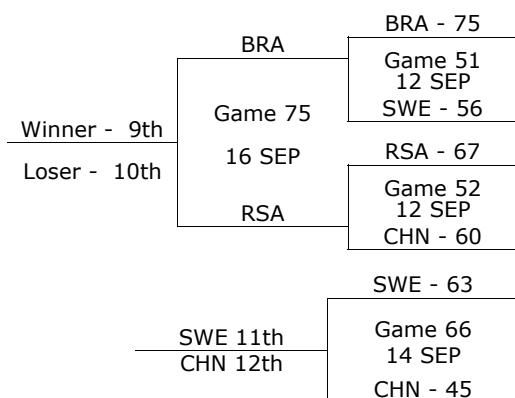 BRA - 75
BRA
Game 51
12 SEP
SWE - 56
Game 75
16 SEP
Winner - 9th
Loser - 10th
RSA - 67
RSA
Game 52
12 SEP
CHN - 60
SWE - 63
Game 66
14 SEP
SWE 11th
CHN 12th
CHN - 45